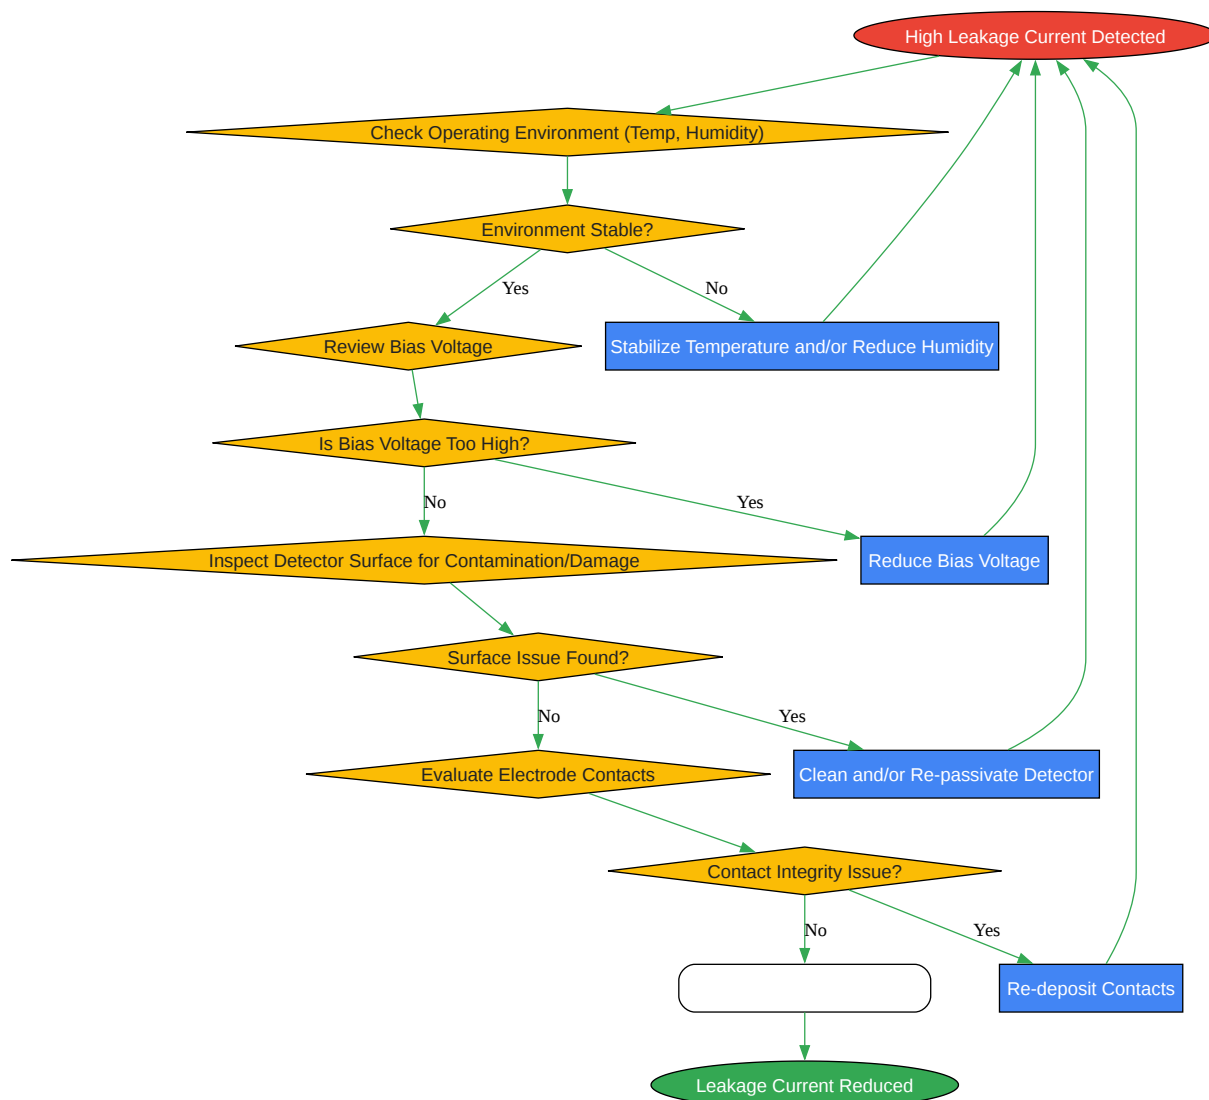 High Leakage Current Detected
Check Operating Environment (Temp, Humidity)
Environment Stable?
Yes
No
Review Bias Voltage
Stabilize Temperature and/or Reduce Humidity
Is Bias Voltage Too High?
No
Yes
Inspect Detector Surface for Contamination/Damage
Reduce Bias Voltage
Surface Issue Found?
No
Yes
Evaluate Electrode Contacts
Clean and/or Re-passivate Detector
Contact Integrity Issue?
No
Yes
Re-deposit Contacts
Leakage Current Reduced